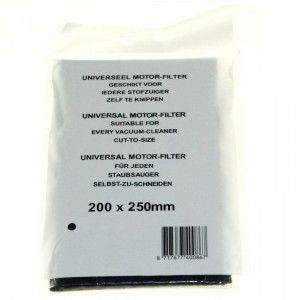 UNIVERSEEL MOTOR-FILTER
GESCHIKT VOOR
IEDERE STOFZUIGER
ZELF TE KNIPPEN
UNIVERSAL MOTOR-FILTER
SUITABLE FOR
EVERY VACUUM-CLEANER
CUT-TO-SIZE
UNIVERSAL MOTOR-FILTER
FÜR JEDEN
STAUBSAUGER
SELBST-ZU-SCHNEIDEN
200 x 250mm